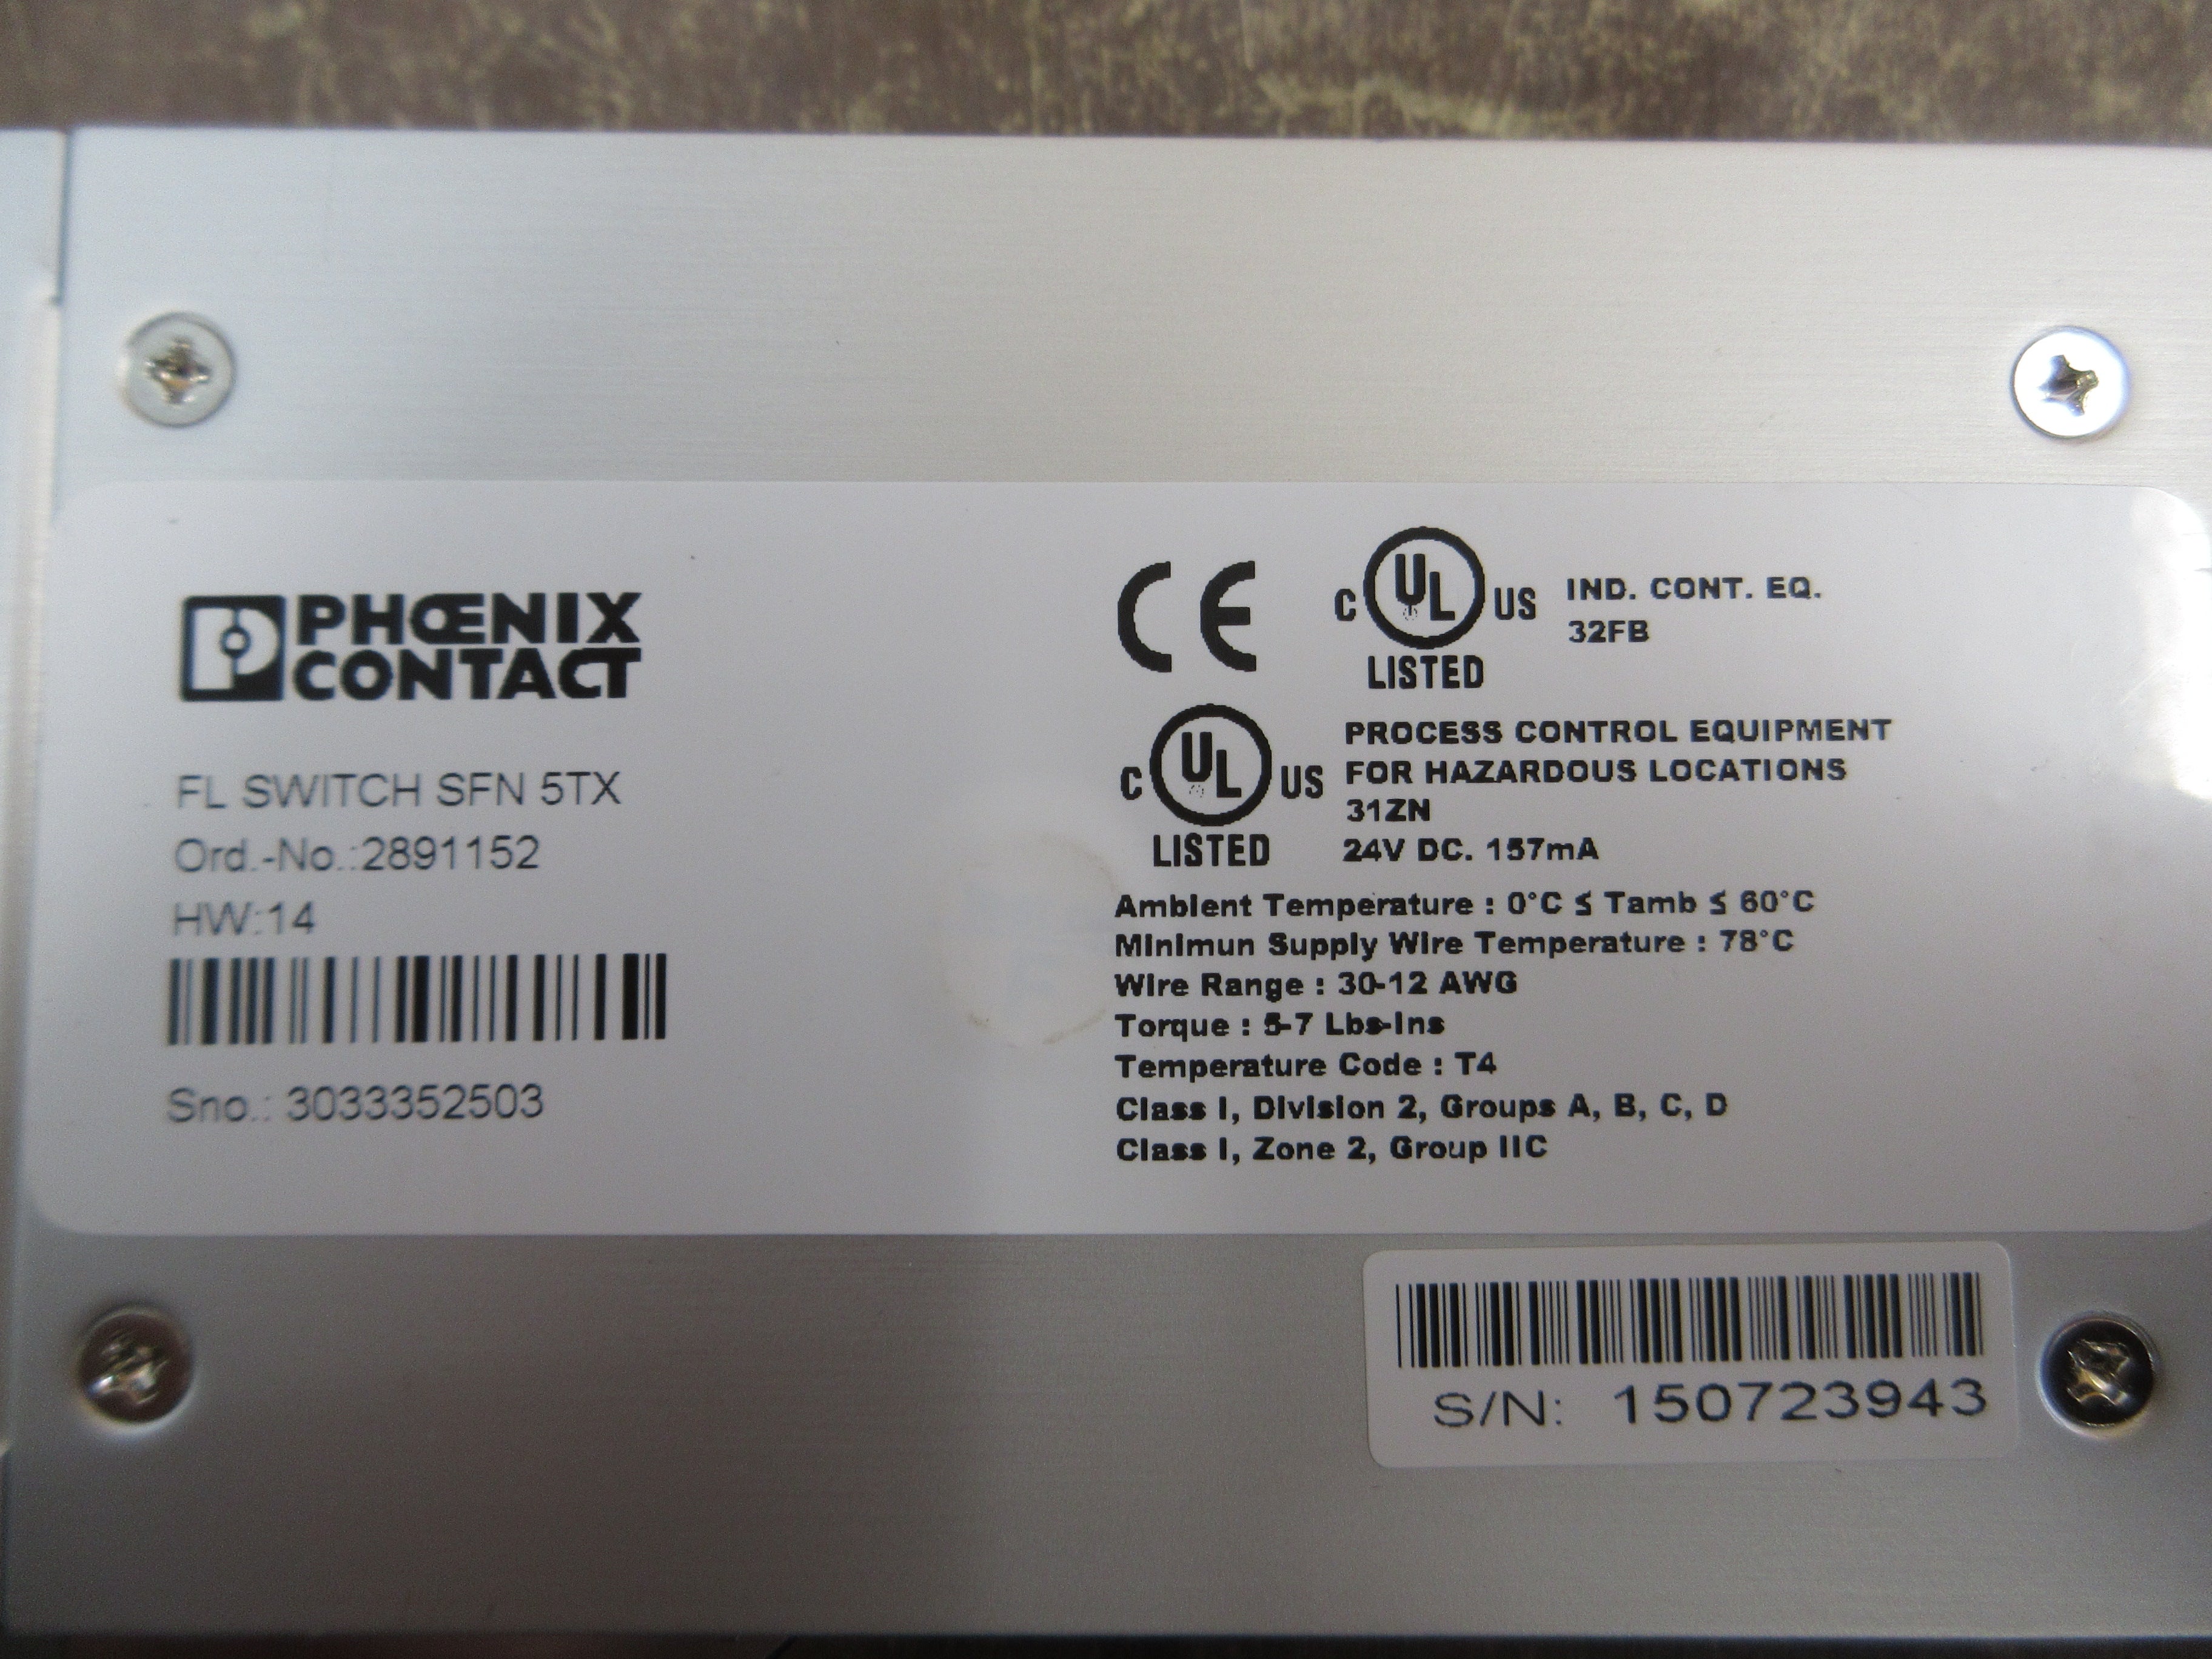 PHŒNIX
CONTACT
FL SWITCH SFN 5TX
Ord.-No.:2891152
HW:14
Sno.: 3033352503
CE
C UL US
LISTED
IND. CONT. EQ.
32FB
C UL US
LISTED
PROCESS CONTROL EQUIPMENT
FOR HAZARDOUS LOCATIONS
31ZN
24V DC. 157mA
Ambient Temperature : 0°C ≤ Tamb ≤ 60°C
Minimun Supply Wire Temperature : 78°C
Wire Range : 30-12 AWG
Torque : 5-7 Lbs-Ins
Temperature Code : T4
Class I, Division 2, Groups A, B, C, D
Class I, Zone 2, Group IIC
S/N: 150723943